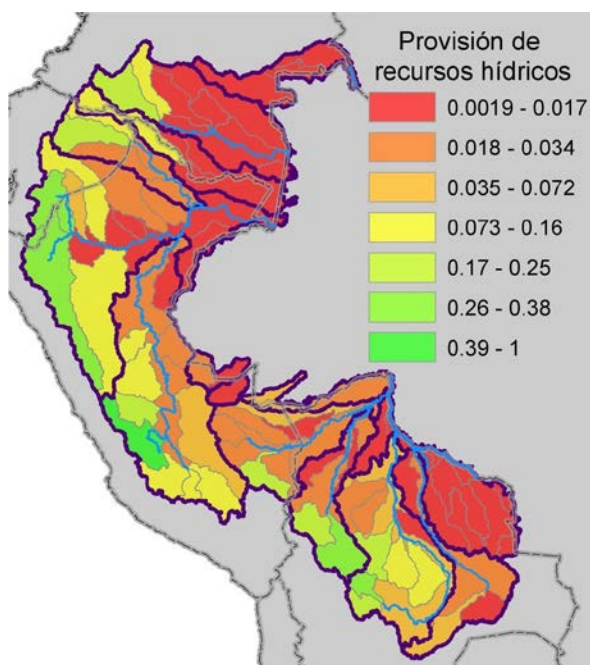 Provisión de
recursos hídricos
0.0019 - 0.017
0.018 - 0.034
0.035 - 0.072
0.073 - 0.16
0.17 - 0.25
0.26 - 0.38
0.39 - 1